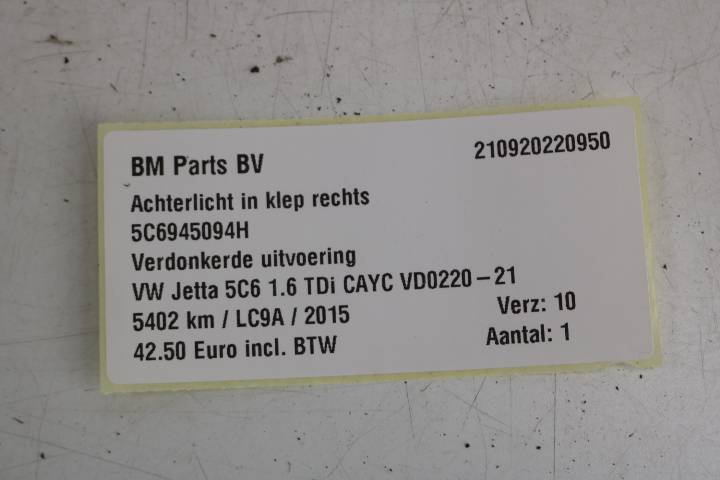 BM Parts BV
210920220950
Achterlicht in klep rechts
5C6945094H
Verdonkerde uitvoering
VW Jetta 5C6 1.6 TDi CAYC VD0220-21
5402 km / LC9A / 2015
Verz: 10
42.50 Euro incl. BTW
Aantal: 1